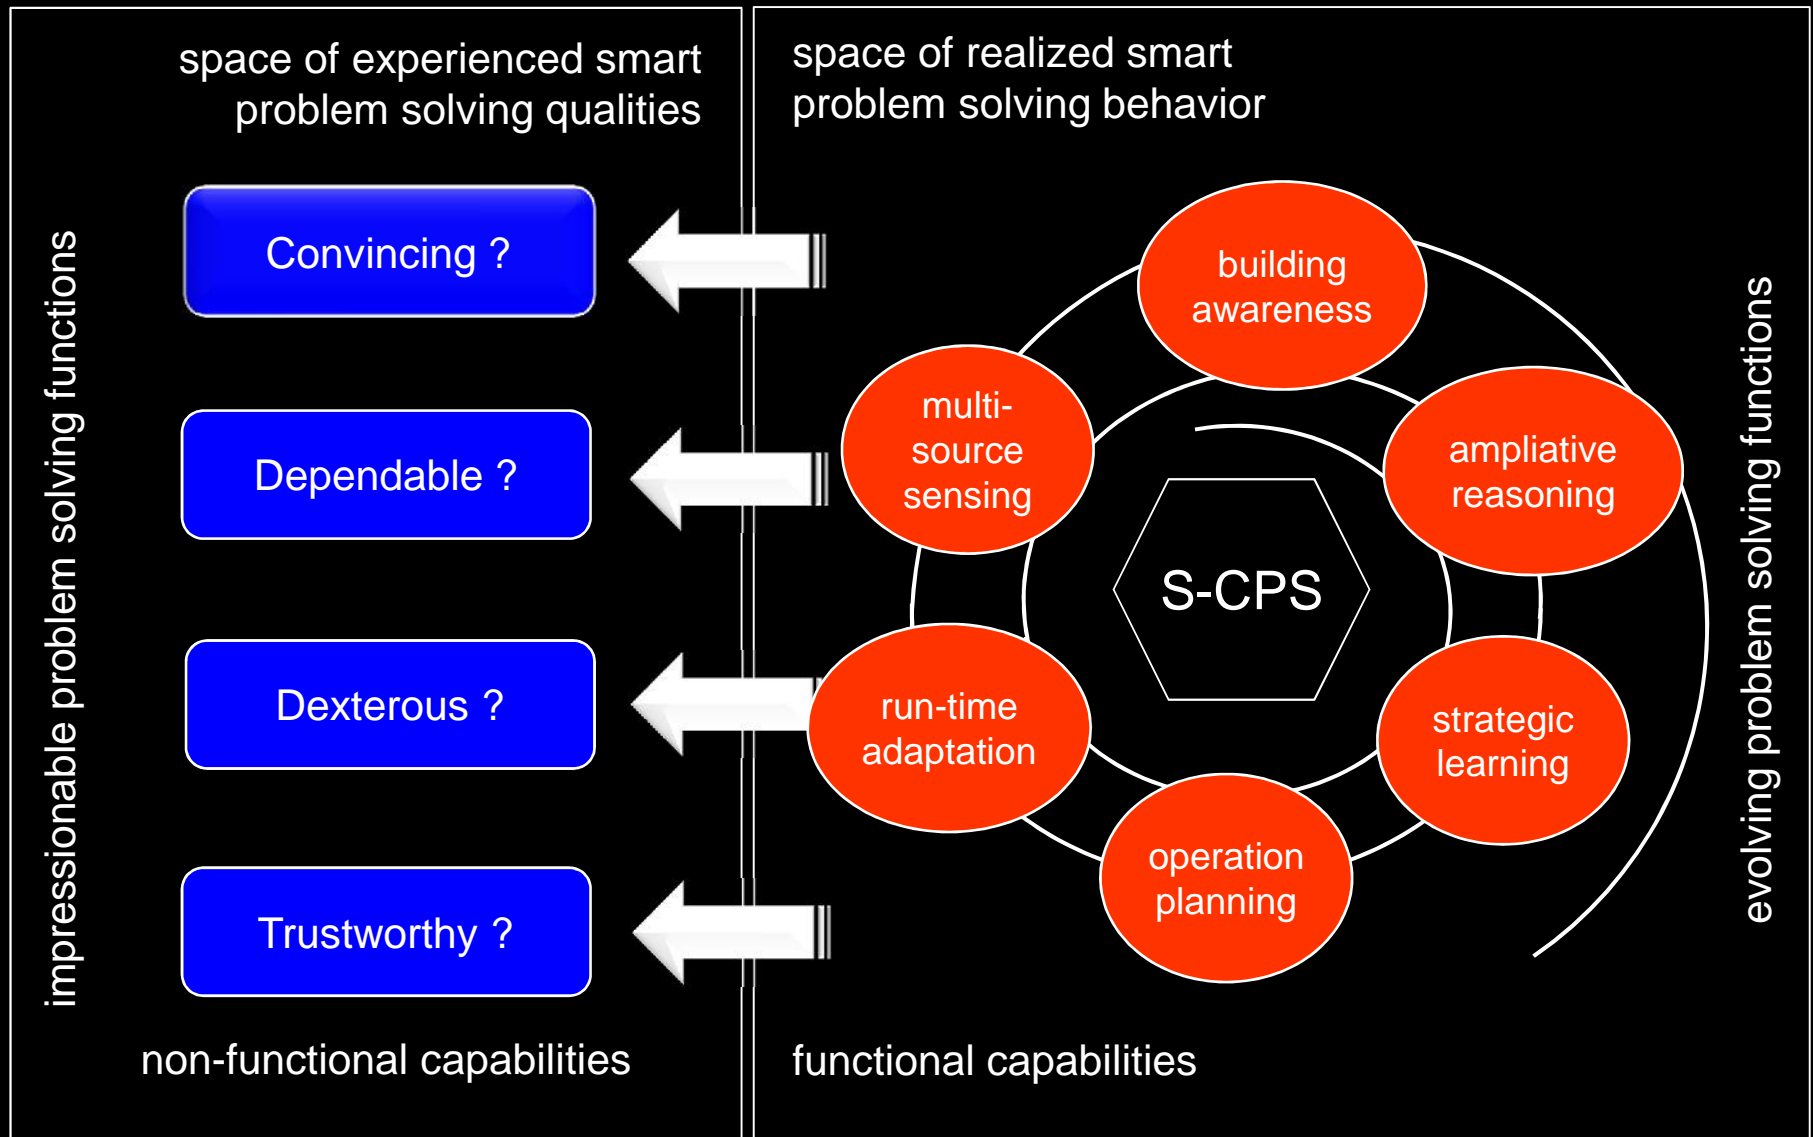 space of experienced smart
problem solving qualities
impressionable problem solving functions
Convincing ?
Dependable ?
Dexterous ?
Trustworthy ?
non-functional capabilities
space of realized smart
problem solving behavior
building
awareness
multi-
source
sensing
ampliative
reasoning
S-CPS
run-time
adaptation
strategic
learning
operation
planning
functional capabilities
evolving problem solving functions